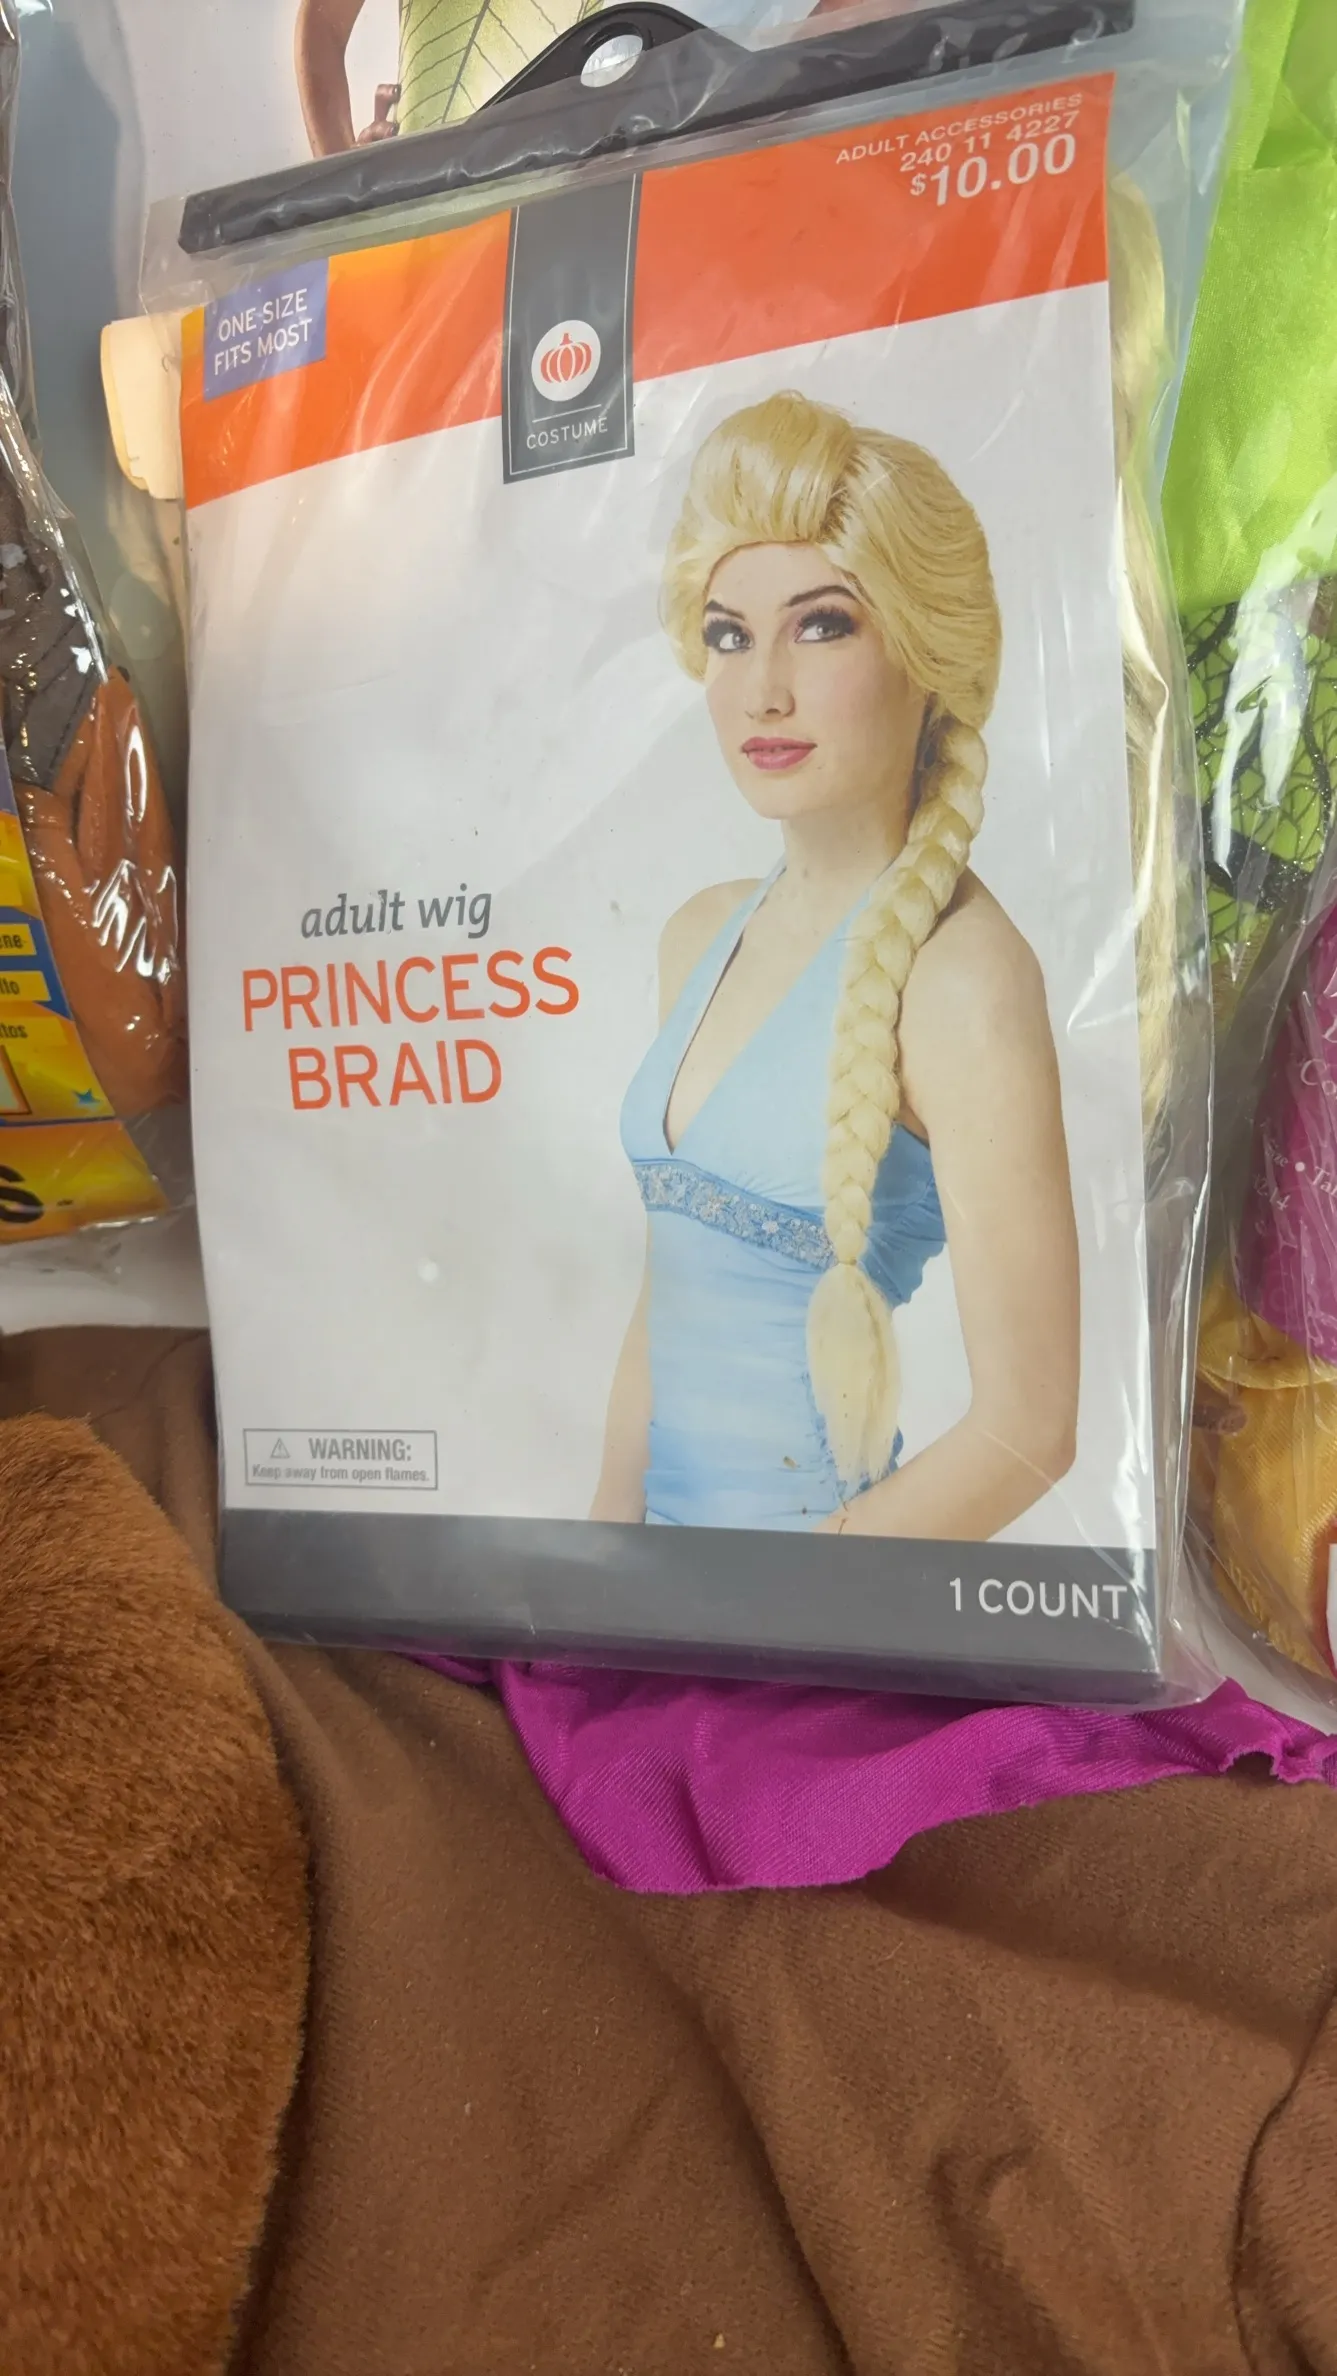 ADULT ACCESSORIES
240 11 4227
$10.00
ONE SIZE
FITS MOST
COSTUME
adult wig
PRINCESS
BRAID
⚠ WARNING:
Keep away from open flames.
1 COUNT